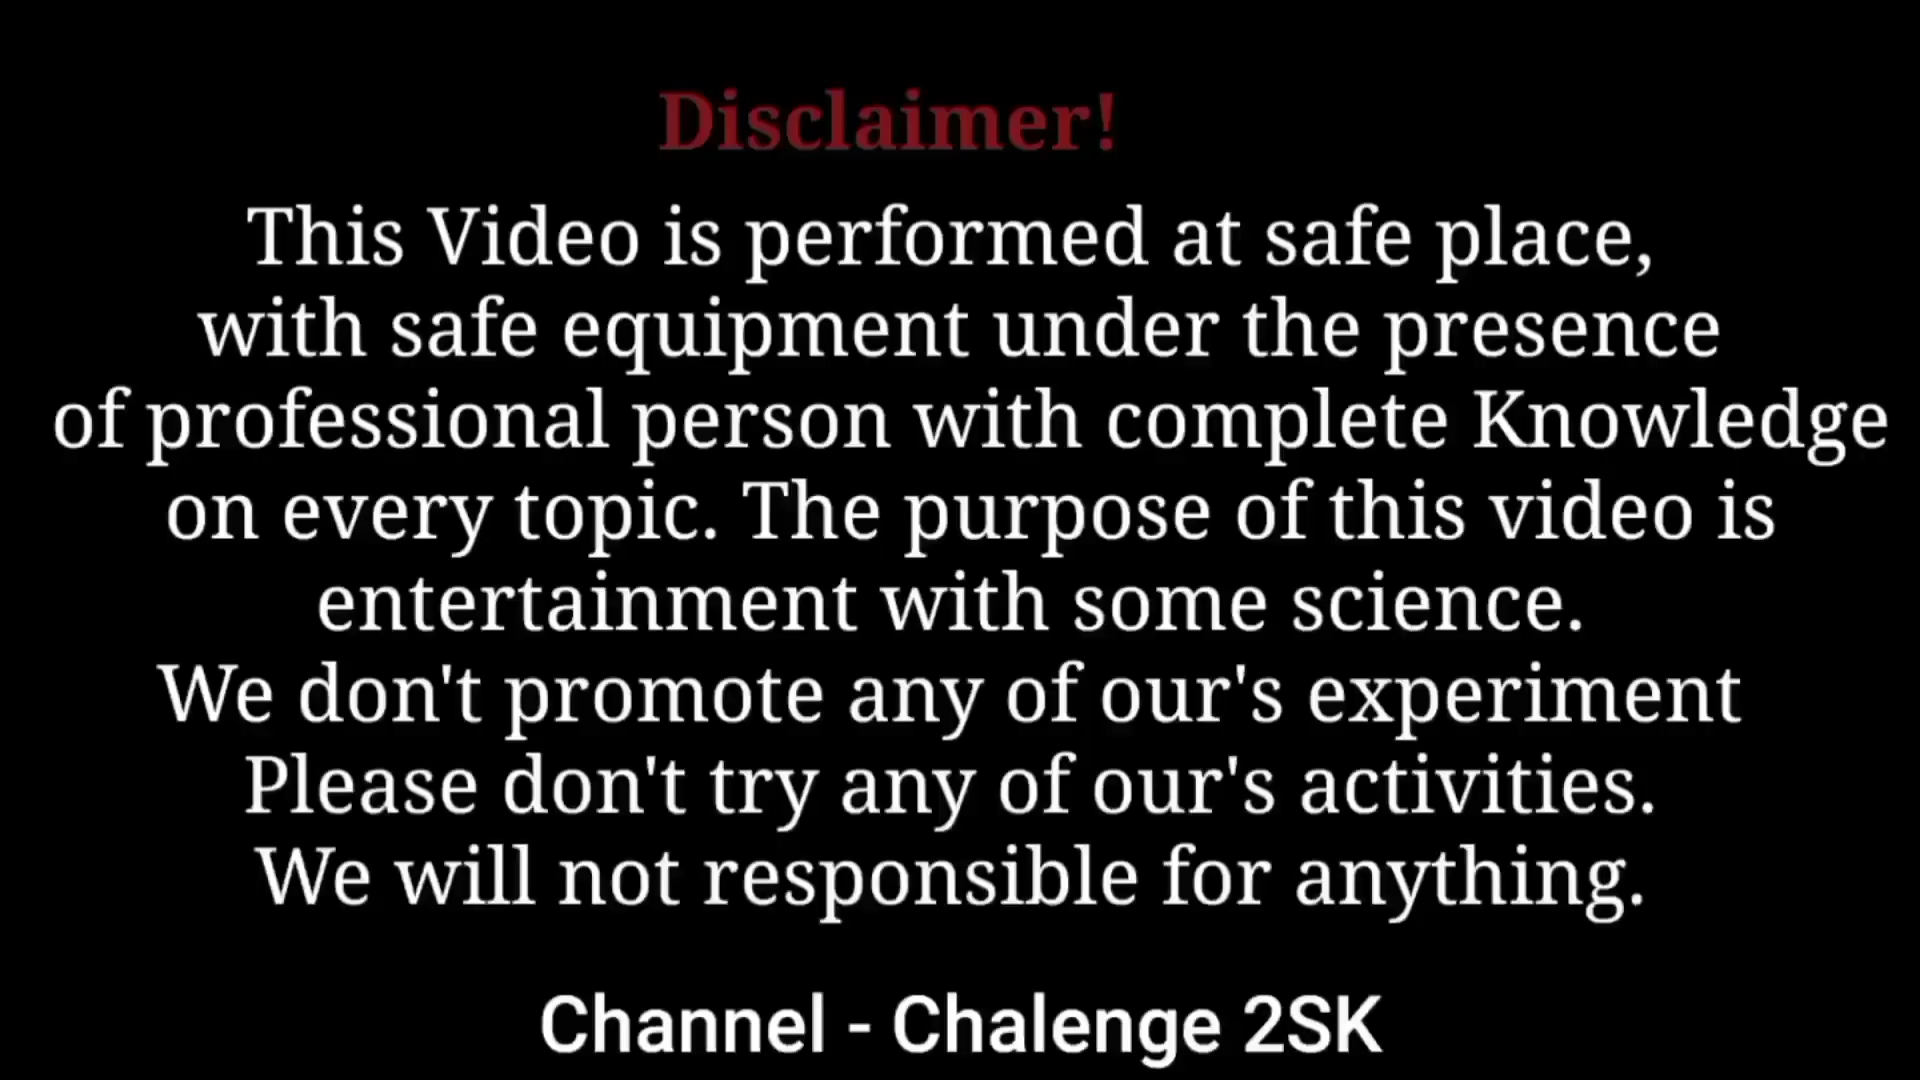 Disclaimer!
This Video is performed at safe place,
with safe equipment under the presence
of professional person with complete Knowledge
on every topic. The purpose of this video is
entertainment with some science.
We don't promote any of our's experiment
Please don't try any of our's activities.
We will not responsible for anything.
Channel - Chalenge 2SK